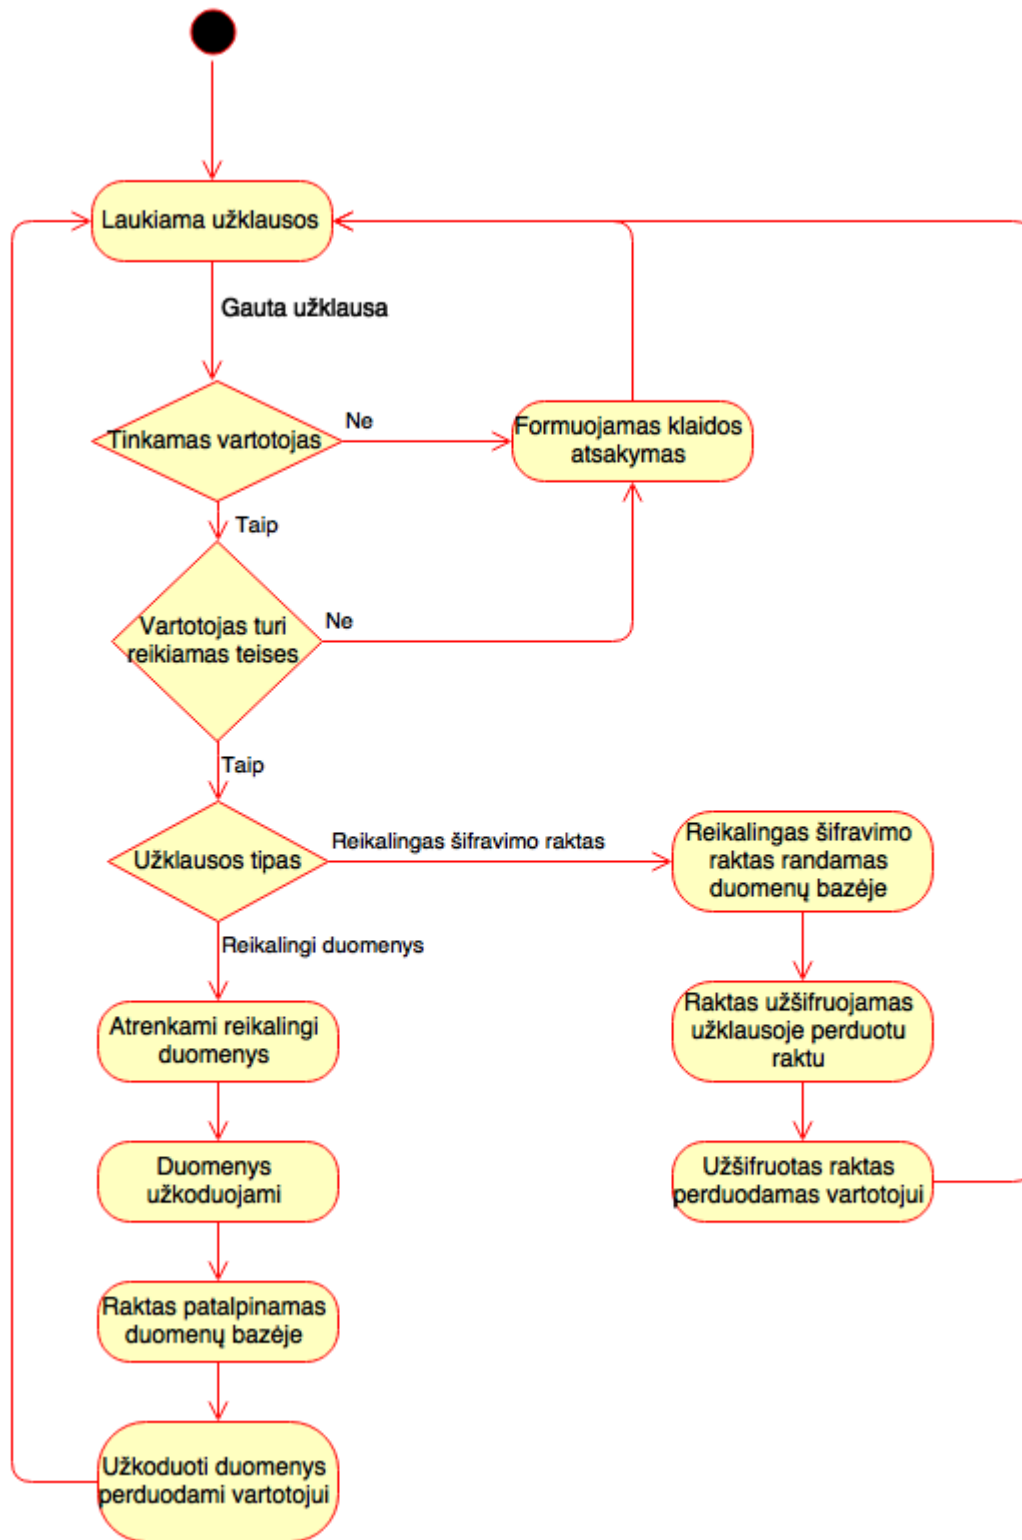 Laukiama užklausos
Gauta užklausa
Tinkamas vartotojas
Ne
Formuojamas klaidos
atsakymas
Taip
Vartotojas turi
reikiamas teises
Ne
Taip
Užklausos tipas
Reikalingas šifravimo raktas
Reikalingas šifravimo
raktas randamas
duomenų bazėje
Reikalingi duomenys
Atrenkami reikalingi
duomenys
Raktas užšifruojamas
užklausoje perduotu
raktu
Duomenys
užkoduojami
Užšifruotas raktas
perduodamas vartotojui
Raktas patalpinamas
duomenų bazėje
Užkoduoti duomenys
perduodami vartotojui